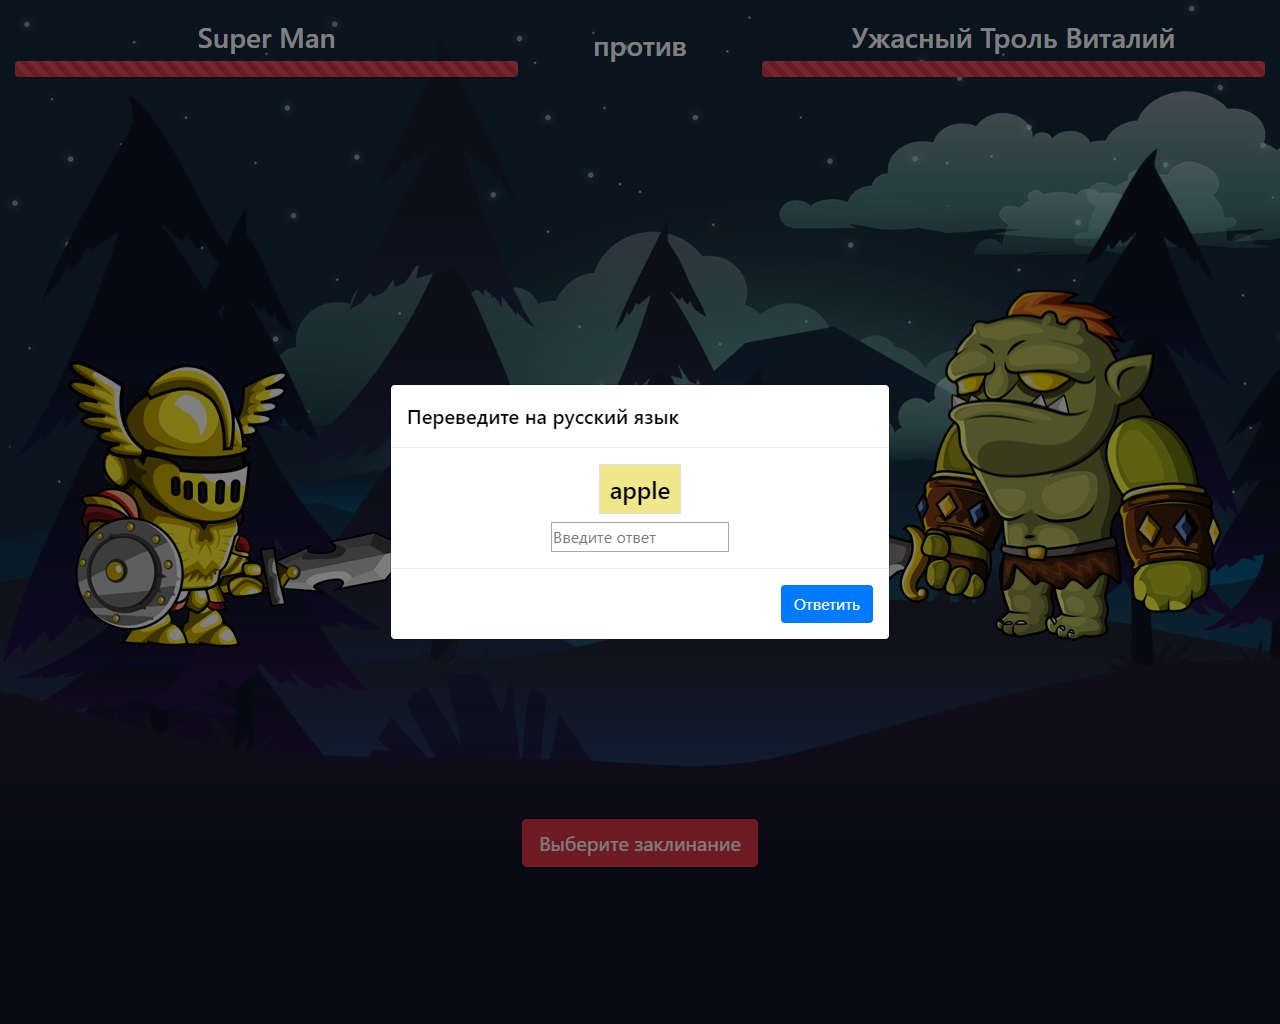 Super Man
против
Ужасный Троль Виталий
Переведите на русский язык
apple
Введите ответ
Ответить
Выберите заклинание